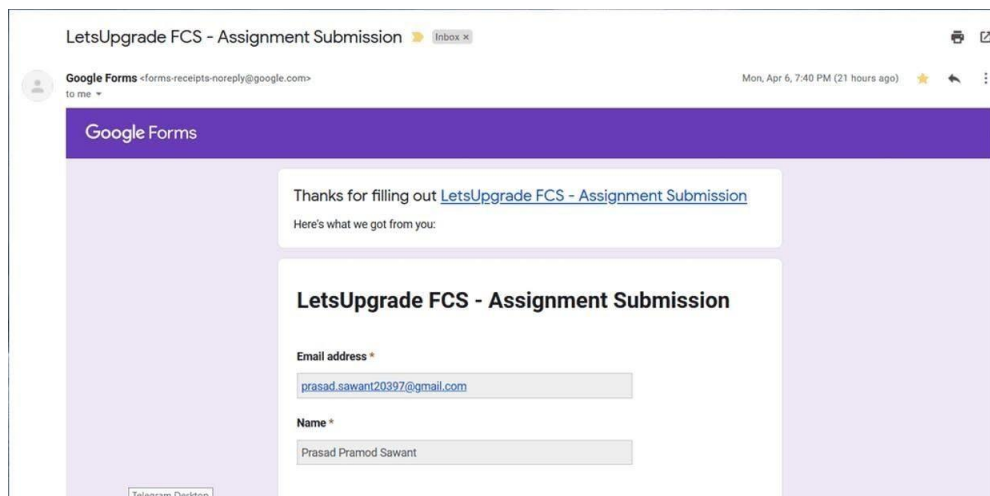 LetsUpgrade FCS - Assignment Submission Inbox ×
Google Forms <forms-receipts-noreply@google.com> Mon, Apr 6, 7:40 PM (21 hours ago)
to me
Google Forms
Thanks for filling out LetsUpgrade FCS - Assignment Submission
Here's what we got from you:
LetsUpgrade FCS - Assignment Submission
Email address *
prasad.sawant20397@gmail.com
Name *
Prasad Pramod Sawant
Telegram Desktop